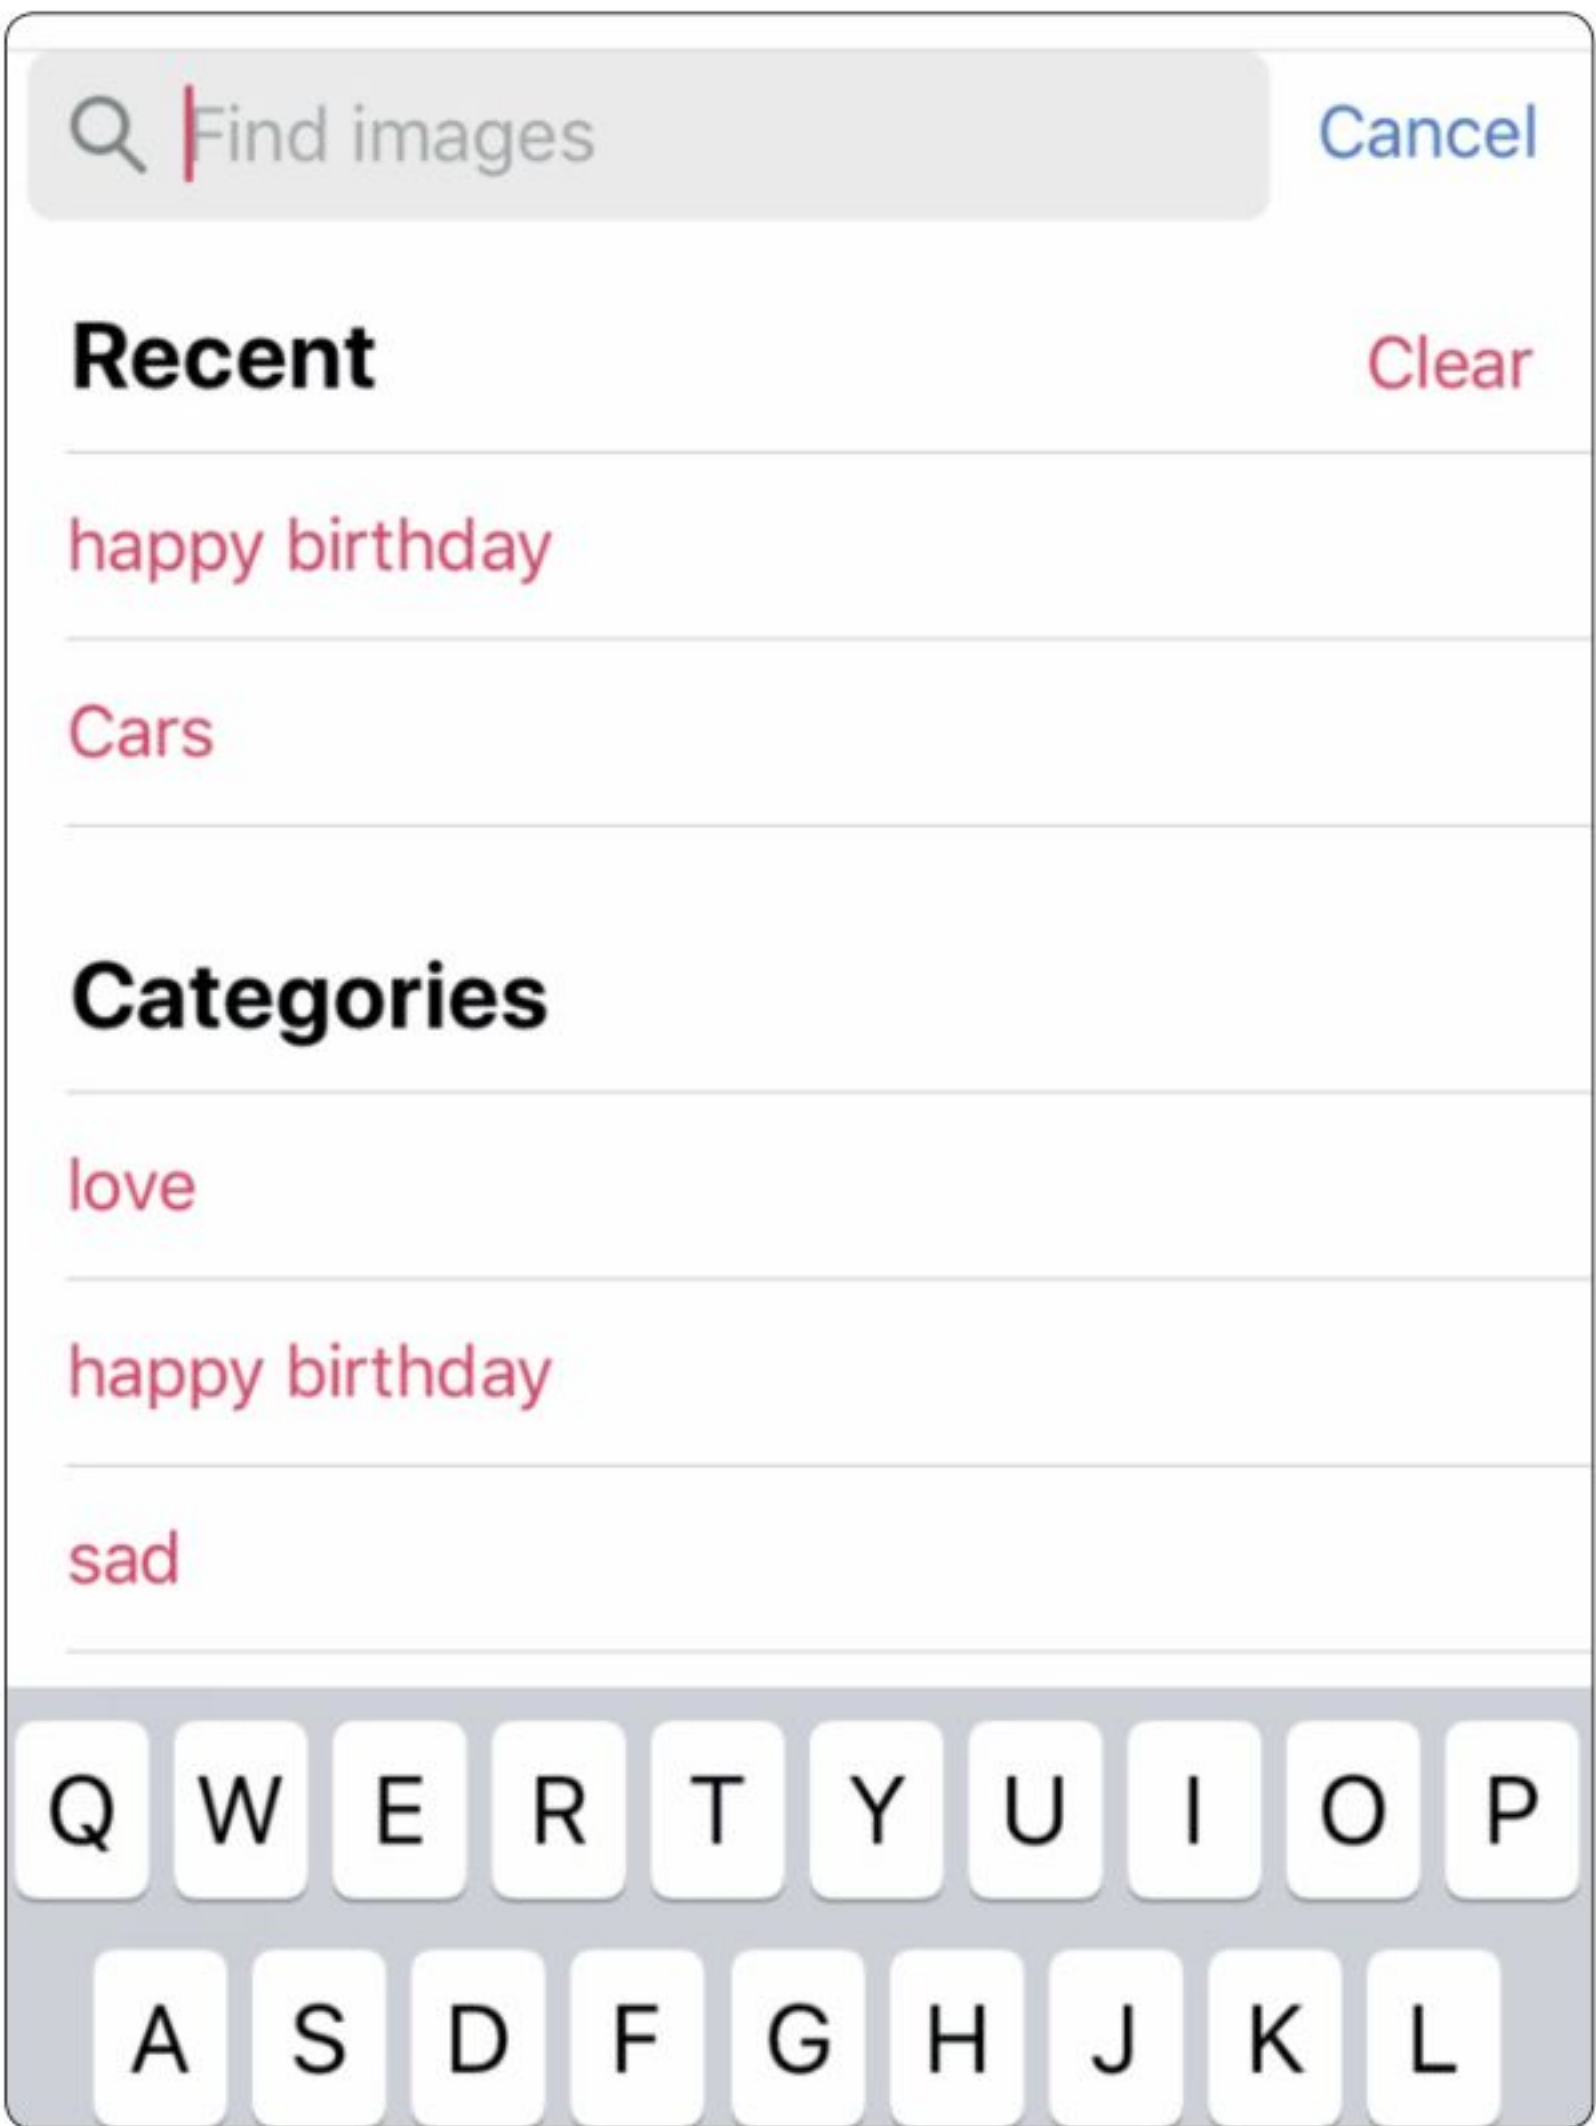 Find images Cancel
Recent Clear
happy birthday
Cars
Categories
love
happy birthday
sad
Q W E R T Y U I O P
A S D F G H J K L